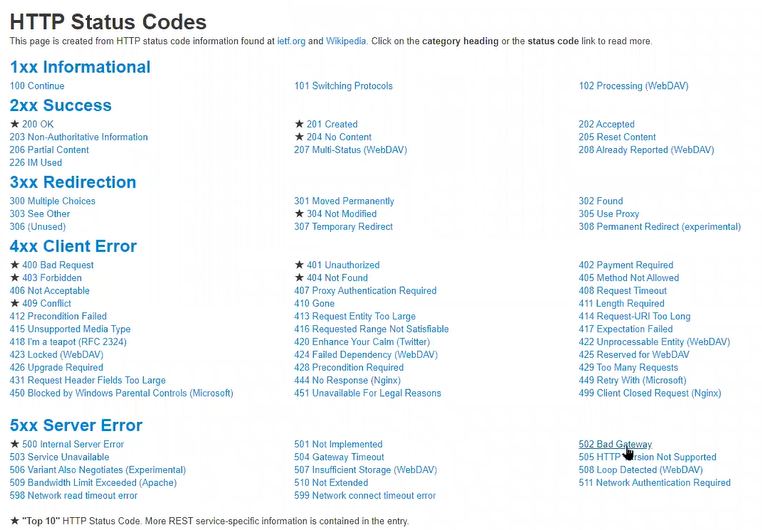 HTTP Status Codes
This page is created from HTTP status code information found at ietf.org and Wikipedia. Click on the category heading or the status code link to read more.
1xx Informational
100 Continue 101 Switching Protocols 102 Processing (WebDAV)
2xx Success
★ 200 OK ★ 201 Created 202 Accepted
203 Non-Authoritative Information ★ 204 No Content 205 Reset Content
206 Partial Content 207 Multi-Status (WebDAV) 208 Already Reported (WebDAV)
226 IM Used
3xx Redirection
300 Multiple Choices 301 Moved Permanently 302 Found
303 See Other ★ 304 Not Modified 305 Use Proxy
306 (Unused) 307 Temporary Redirect 308 Permanent Redirect (experimental)
4xx Client Error
★ 400 Bad Request ★ 401 Unauthorized 402 Payment Required
★ 403 Forbidden ★ 404 Not Found 405 Method Not Allowed
406 Not Acceptable 407 Proxy Authentication Required 408 Request Timeout
★ 409 Conflict 410 Gone 411 Length Required
412 Precondition Failed 413 Request Entity Too Large 414 Request-URI Too Long
415 Unsupported Media Type 416 Requested Range Not Satisfiable 417 Expectation Failed
418 I'm a teapot (RFC 2324) 420 Enhance Your Calm (Twitter) 422 Unprocessable Entity (WebDAV)
423 Locked (WebDAV) 424 Failed Dependency (WebDAV) 425 Reserved for WebDAV
426 Upgrade Required 428 Precondition Required 429 Too Many Requests
431 Request Header Fields Too Large 444 No Response (Nginx) 449 Retry With (Microsoft)
450 Blocked by Windows Parental Controls (Microsoft) 451 Unavailable For Legal Reasons 499 Client Closed Request (Nginx)
5xx Server Error
★ 500 Internal Server Error 501 Not Implemented 502 Bad Gateway
503 Service Unavailable 504 Gateway Timeout 505 HTTP Version Not Supported
506 Variant Also Negotiates (Experimental) 507 Insufficient Storage (WebDAV) 508 Loop Detected (WebDAV)
509 Bandwidth Limit Exceeded (Apache) 510 Not Extended 511 Network Authentication Required
598 Network read timeout error 599 Network connect timeout error
★ "Top 10" HTTP Status Code. More REST service-specific information is contained in the entry.